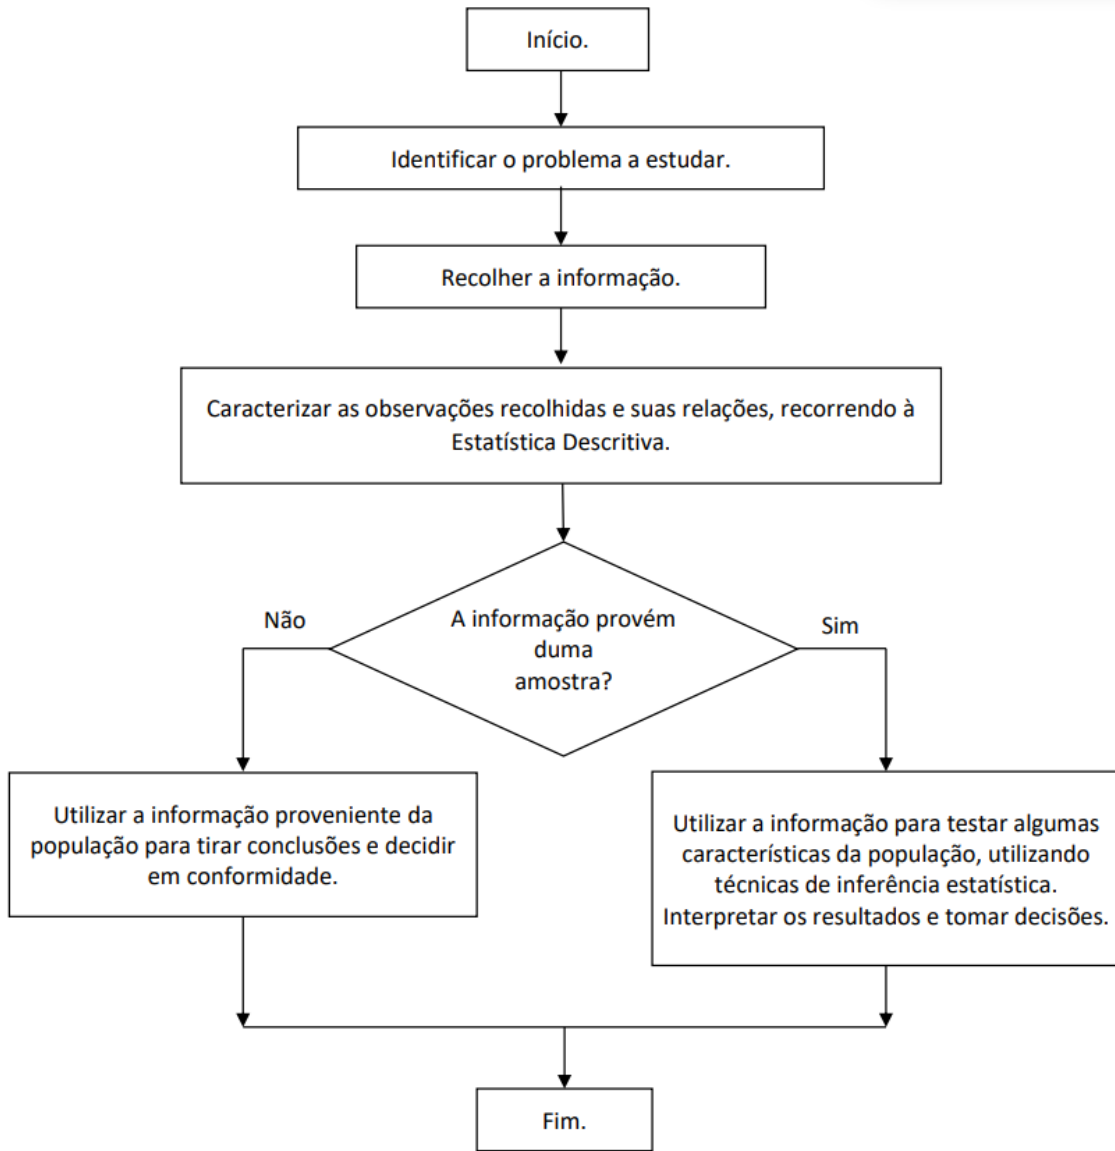 Início.
Identificar o problema a estudar.
Recolher a informação.
Caracterizar as observações recolhidas e suas relações, recorrendo à
Estatística Descritiva.
Não
A informação provém
duma
amostra?
Sim
Utilizar a informação proveniente da
população para tirar conclusões e decidir
em conformidade.
Utilizar a informação para testar algumas
características da população, utilizando
técnicas de inferência estatística.
Interpretar os resultados e tomar decisões.
Fim.